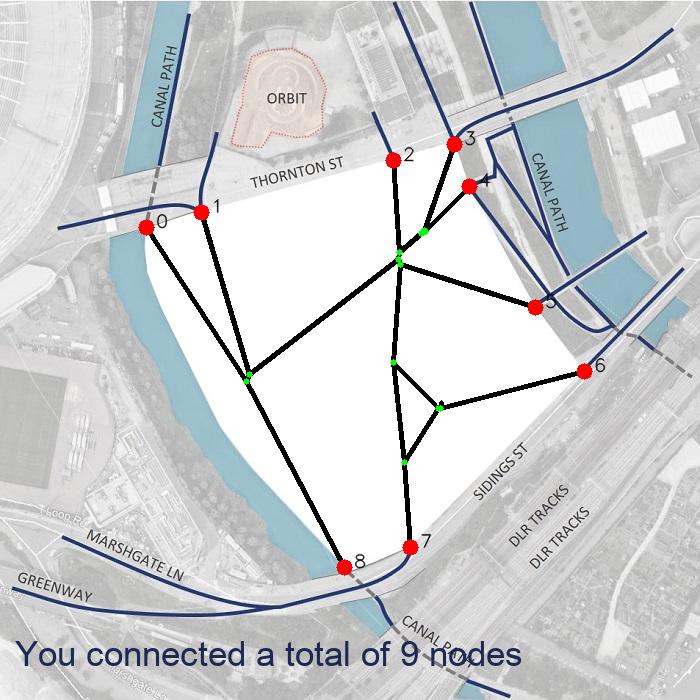 CANAL PATH
ORBIT
THORNTON ST
CANAL PATH
0
1
2
3
4
5
6
7
8
SIDINGS ST
DLR TRACKS
DLR TRACKS
MARSHGATE LN
GREENWAY
CANAL PATH
You connected a total of 9 nodes